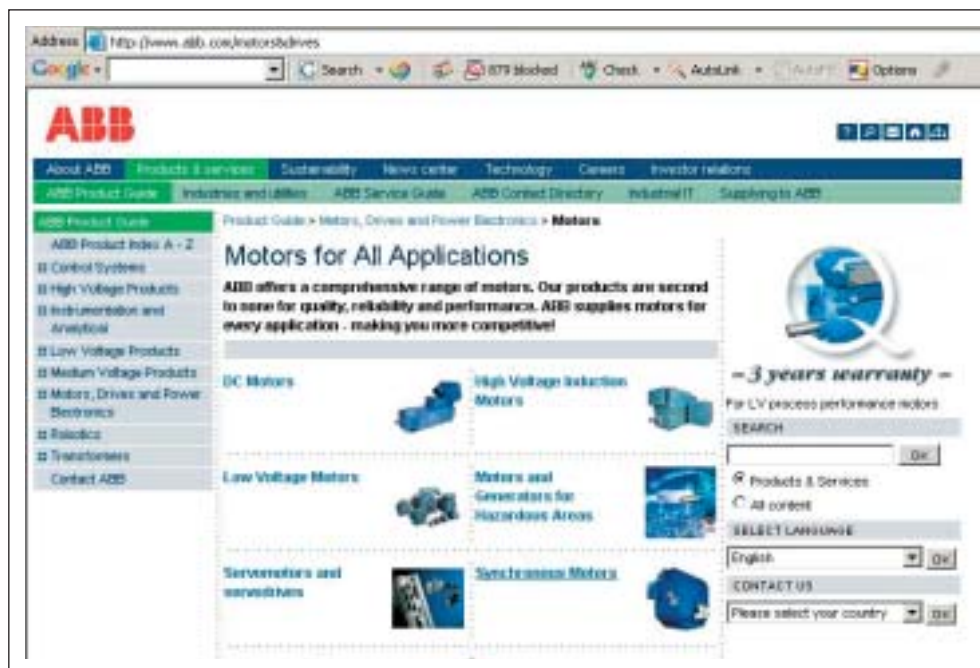 Address http://www.abb.com/motors&drives
Google Search 879 blocked Check AutoLink AutoFill Options
ABB
About ABB Products & services Sustainability News center Technology Careers Investor relations
ABB Product Guide Industries and utilities ABB Service Guide ABB Contact Directory Industrial IT Supplying to ABB
ABB Product Guide
ABB Product Index A - Z
Control Systems
High Voltage Products
Instrumentation and
Analytical
Low Voltage Products
Medium Voltage Products
Motors, Drives and Power
Electronics
Robotics
Transformers
Contact ABB
Product Guide > Motors, Drives and Power Electronics > Motors
Motors for All Applications
ABB offers a comprehensive range of motors. Our products are second
to none for quality, reliability and performance. ABB supplies motors for
every application - making you more competitive!
DC Motors
High Voltage Induction
Motors
Low Voltage Motors
Motors and
Generators for
Hazardous Areas
Servomotors and
servodrives
Synchronous Motors
– 3 years warranty –
For LV process performance motors
SEARCH
OK
Products & Services
All content
SELECT LANGUAGE
English OK
CONTACT US
Please select your country OK